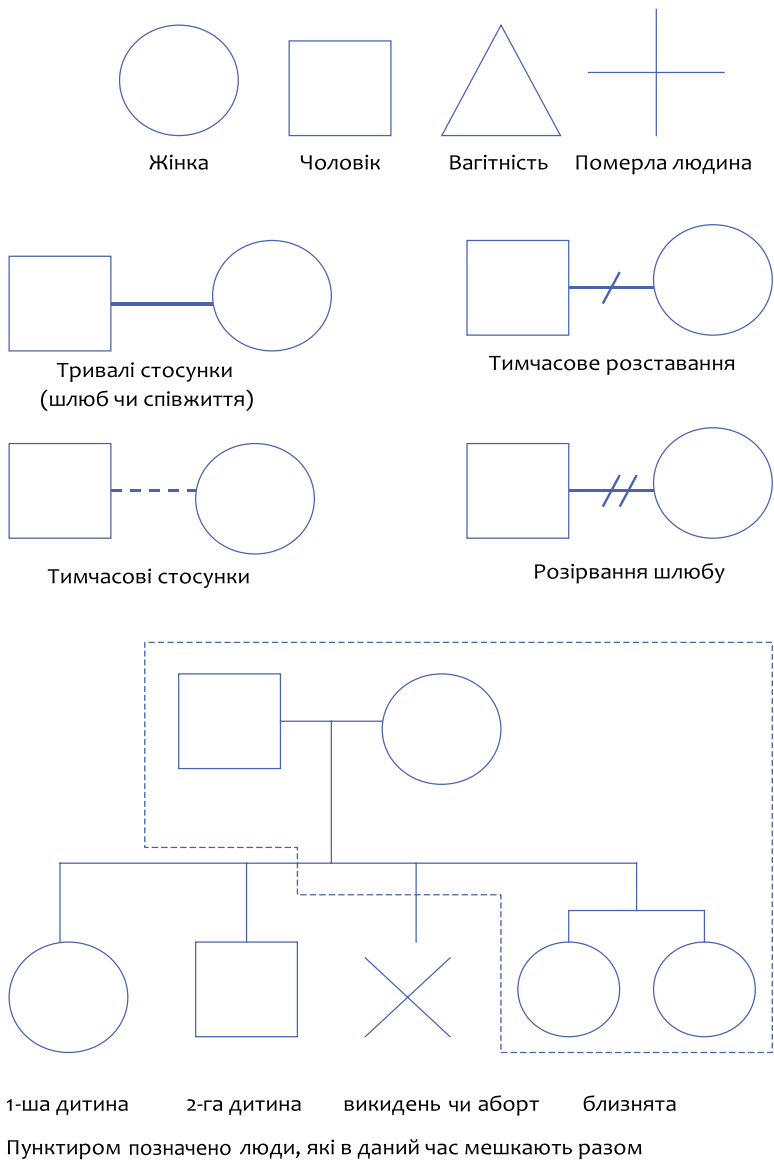 Жінка
Чоловік
Вагітність
Померла людина
Тривалі стосунки
(шлюб чи співжиття)
Тимчасове розставання
Тимчасові стосунки
Розірвання шлюбу
1-ша дитина
2-га дитина
викидень чи аборт
близнята
Пунктиром позначено люди, які в даний час мешкають разом